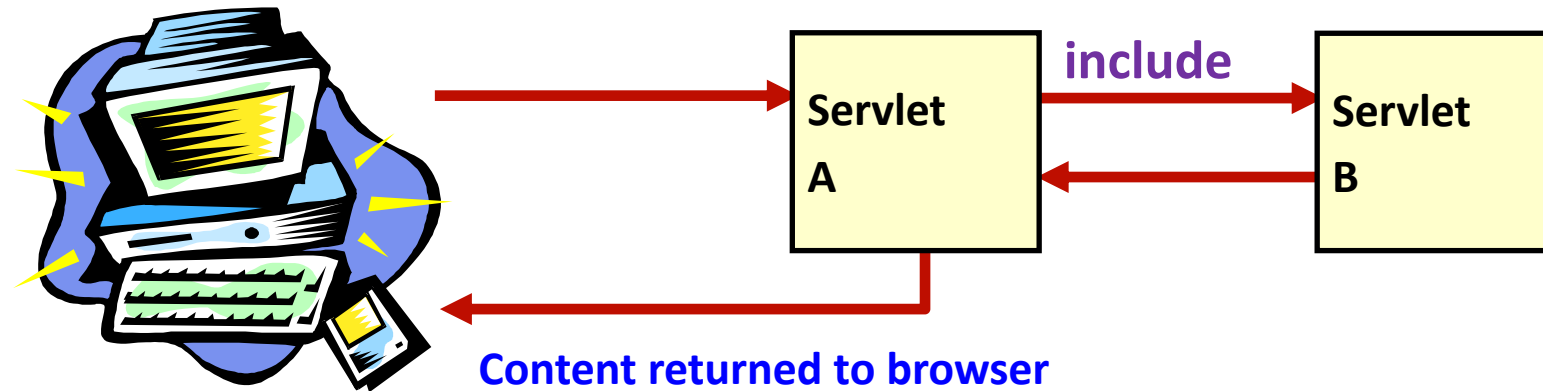 include
Servlet
A
Servlet
B
Content returned to browser